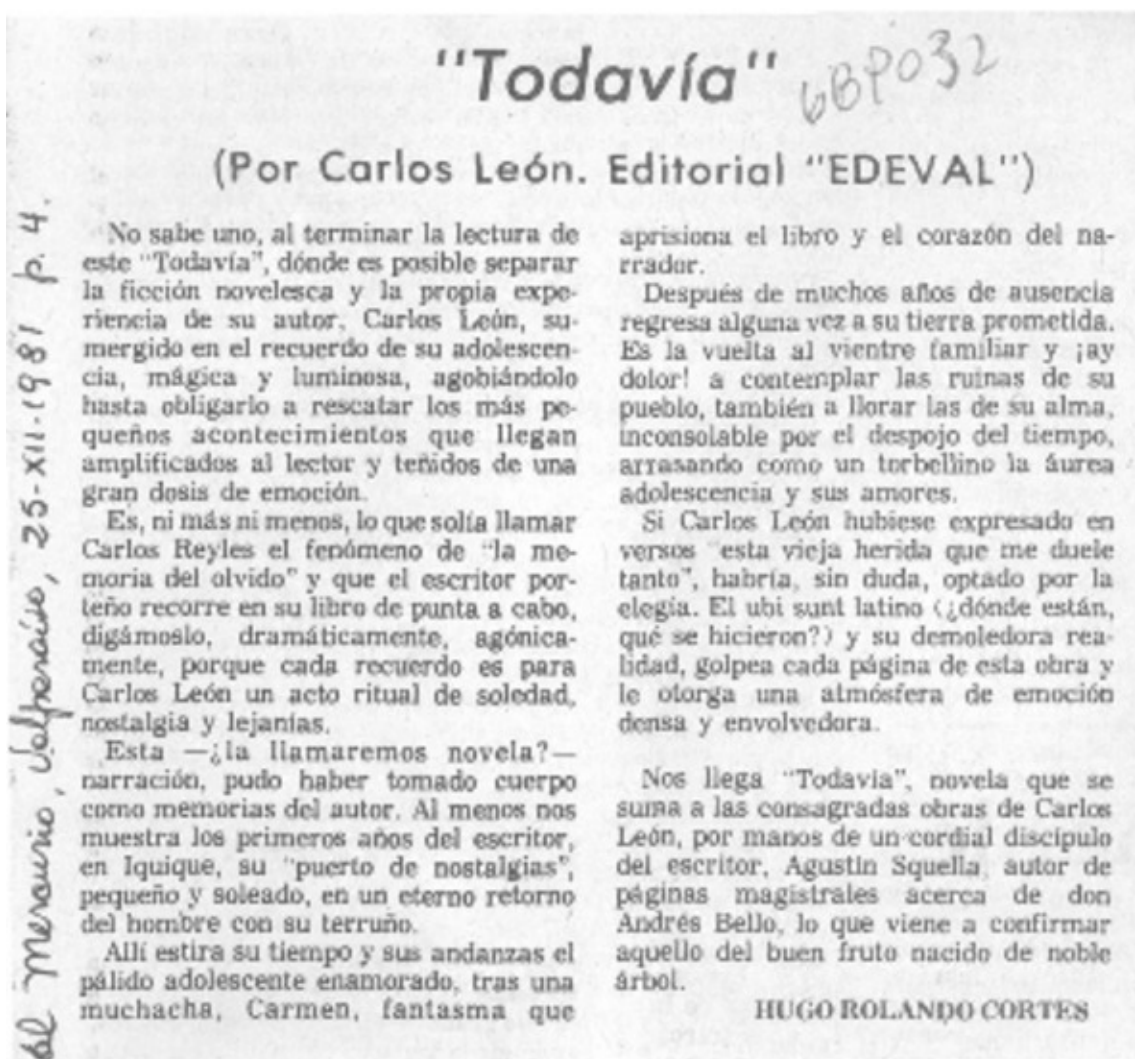 "Todavía"
6BP032
(Por Carlos León. Editorial "EDEVAL")
El Mercurio, Valparaíso, 25-XII-1981 p. 4.
No sabe uno, al terminar la lectura de
este "Todavía", dónde es posible separar
la ficción novelesca y la propia expe-
riencia de su autor, Carlos León, su-
mergido en el recuerdo de su adolescen-
cia, mágica y luminosa, agobiándolo
hasta obligarlo a rescatar los más pe-
queños acontecimientos que llegan
amplificados al lector y teñidos de una
gran dosis de emoción.
Es, ni más ni menos, lo que solía llamar
Carlos Reyles el fenómeno de "la me-
moria del olvido" y que el escritor por-
teño recorre en su libro de punta a cabo,
digámoslo, dramáticamente, agónica-
mente, porque cada recuerdo es para
Carlos León un acto ritual de soledad,
nostalgia y lejanías.
Esta —¿la llamaremos novela?—
narración, pudo haber tomado cuerpo
como memorias del autor. Al menos nos
muestra los primeros años del escritor,
en Iquique, su "puerto de nostalgias",
pequeño y soleado, en un eterno retorno
del hombre con su terruño.
Allí estira su tiempo y sus andanzas el
pálido adolescente enamorado, tras una
muchacha, Carmen, fantasma que
aprisiona el libro y el corazón del na-
rrador.
Después de muchos años de ausencia
regresa alguna vez a su tierra prometida.
Es la vuelta al vientre familiar y ¡ay
dolor! a contemplar las ruinas de su
pueblo, también a llorar las de su alma,
inconsolable por el despojo del tiempo,
arrasando como un torbellino la áurea
adolescencia y sus amores.
Si Carlos León hubiese expresado en
versos "esta vieja herida que me duele
tanto", habría, sin duda, optado por la
elegía. El ubi sunt latino (¿dónde están,
qué se hicieron?) y su demoledora rea-
lidad, golpea cada página de esta obra y
le otorga una atmósfera de emoción
densa y envolvedora.
Nos llega "Todavía", novela que se
suma a las consagradas obras de Carlos
León, por manos de un cordial discípulo
del escritor, Agustín Squella, autor de
páginas magistrales acerca de don
Andrés Bello, lo que viene a confirmar
aquello del buen fruto nacido de noble
árbol.
HUGO ROLANDO CORTES